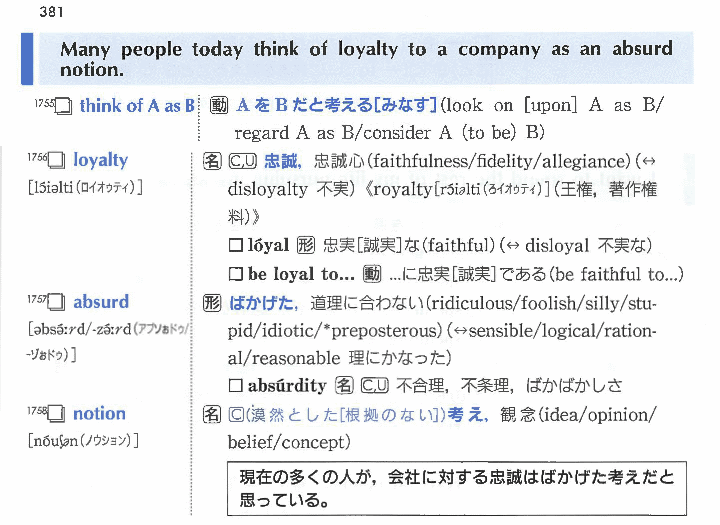 381
Many people today think of loyalty to a company as an absurd
notion.
1755 think of A as B 動 A を B だと考える[みなす](look on [upon] A as B/
regard A as B/consider A (to be) B)
1756 loyalty 名 C,U 忠誠, 忠誠心(faithfulness/fidelity/allegiance)(↔
[lɔ́iəlti(ロイオゥティ)] disloyalty 不実)《royalty[rɔ́iəlti(ろイオゥティ)](王権, 著作権
料)》
□ lóyal 形 忠実[誠実]な(faithful)(↔ disloyal 不実な)
□ be loyal to... 動 ...に忠実[誠実]である(be faithful to...)
1757 absurd 形 ばかげた, 道理に合わない(ridiculous/foolish/silly/stu-
[əbsə́ːrd/-zə́ːrd(アブソぉドゥ/ pid/idiotic/*preposterous)(↔sensible/logical/ration-
-ゾぉドゥ)] al/reasonable 理にかなった)
□ absúrdity 名 C,U 不合理, 不条理, ばかばかしさ
1758 notion 名 C(漠然とした[根拠のない])考え, 観念(idea/opinion/
[nóuʃən(ノウション)] belief/concept)
現在の多くの人が, 会社に対する忠誠はばかげた考えだと
思っている。